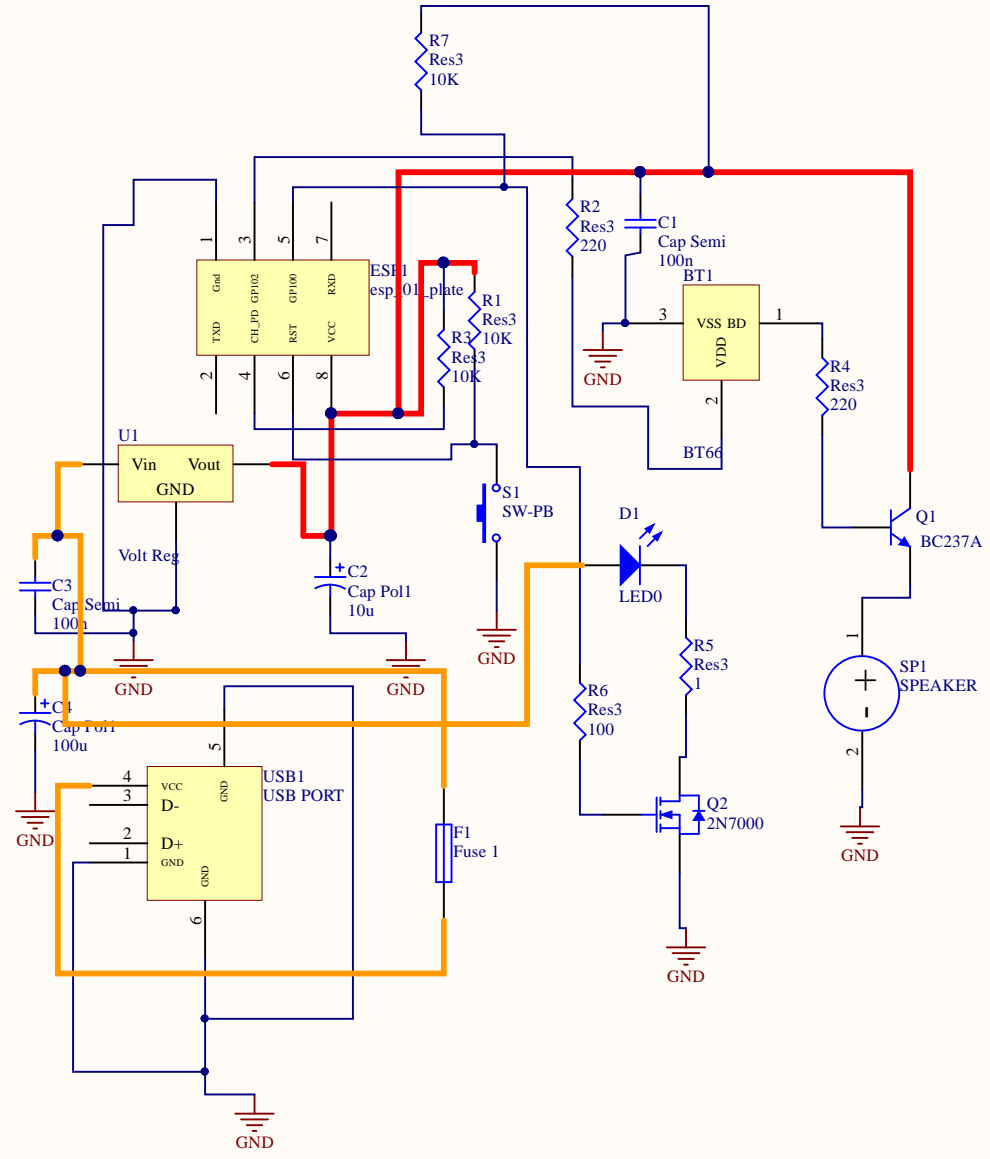 R7
Res3
10K
R2
Res3
220
C1
Cap Semi
100n
BT1
3
VSS BD
1
VDD
2
BT66
GND
R4
Res3
220
1
3
5
7
Gnd
GP102
GP100
RXD
TXD
CH_PD
RST
VCC
2
4
6
8
ESP1
esp_01_plate
R1
Res3
10K
R3
Res3
10K
U1
Vin
Vout
GND
Volt Reg
S1
SW-PB
D1
LED0
Q1
BC237A
C3
Cap Semi
100n
C2
Cap Pol1
10u
GND
GND
GND
R5
Res3
1
1
SP1
SPEAKER
2
GND
C4
Cap Pol1
100u
GND
R6
Res3
100
5
USB1
USB PORT
4
VCC
GND
3
D-
2
D+
1
GND
GND
6
F1
Fuse 1
Q2
2N7000
GND
GND